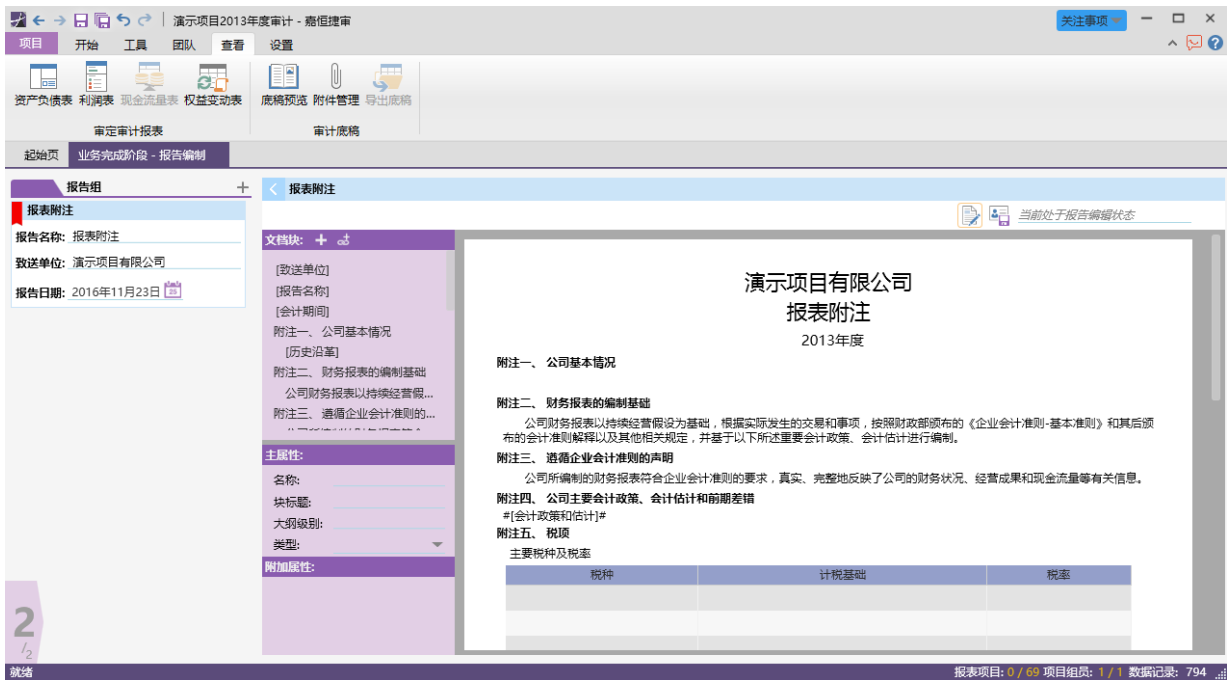 演示项目2013年度审计 - 嘉恒捷审
关注事项
项目 开始 工具 团队 查看 设置
资产负债表 利润表 现金流量表 权益变动表 底稿预览 附件管理 导出底稿
审定审计报表 审计底稿
起始页 业务完成阶段 - 报告编制
报告组
报表附注
报告名称: 报表附注
致送单位: 演示项目有限公司
报告日期: 2016年11月23日
25
2
/2
报表附注
当前处于报告编辑状态
文档块:
[致送单位]
[报告名称]
[会计期间]
附注一、 公司基本情况
[历史沿革]
附注二、 财务报表的编制基础
公司财务报表以持续经营假...
附注三、 遵循企业会计准则的...
主属性:
名称:
块标题:
大纲级别:
类型:
附加属性:
演示项目有限公司
报表附注
2013年度
附注一、 公司基本情况
附注二、 财务报表的编制基础
公司财务报表以持续经营假设为基础，根据实际发生的交易和事项，按照财政部颁布的《企业会计准则-基本准则》和其后颁
布的会计准则解释以及其他相关规定，并基于以下所述重要会计政策、会计估计进行编制。
附注三、 遵循企业会计准则的声明
公司所编制的财务报表符合企业会计准则的要求，真实、完整地反映了公司的财务状况、经营成果和现金流量等有关信息。
附注四、 公司主要会计政策、会计估计和前期差错
#[会计政策和估计]#
附注五、 税项
主要税种及税率
税种 计税基础 税率
就绪
报表项目: 0 / 69 项目组员: 1 / 1 数据记录: 794